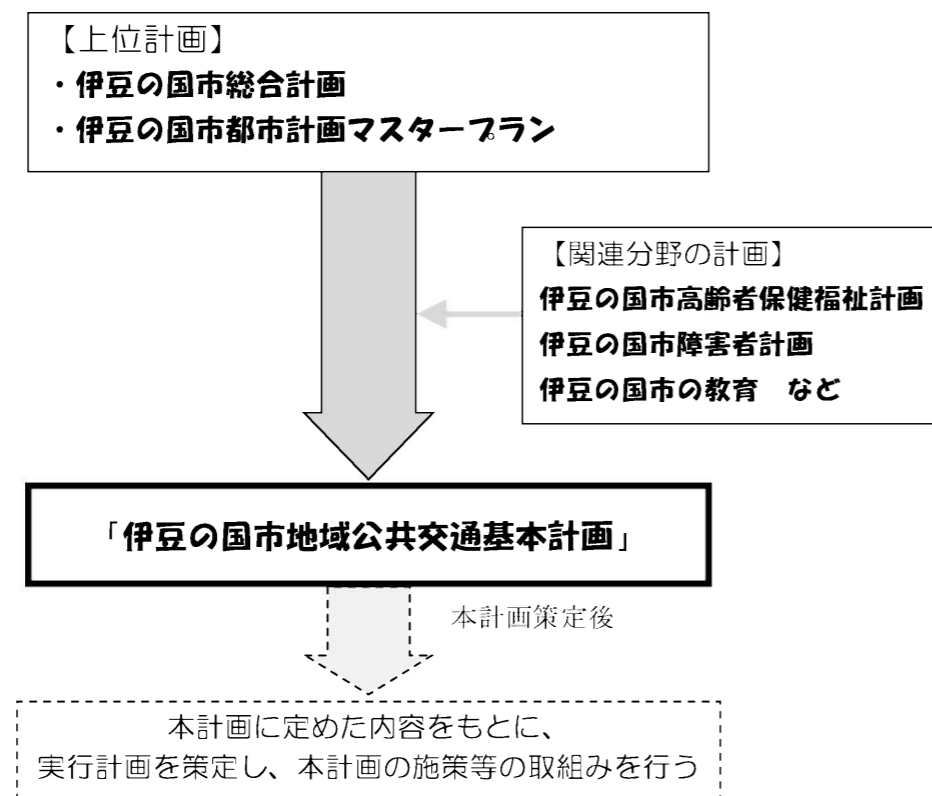 【上位計画】
・伊豆の国市総合計画
・伊豆の国市都市計画マスタープラン
【関連分野の計画】
伊豆の国市高齢者保健福祉計画
伊豆の国市障害者計画
伊豆の国市の教育　など
「伊豆の国市地域公共交通基本計画」
本計画策定後
本計画に定めた内容をもとに、
実行計画を策定し、本計画の施策等の取組みを行う